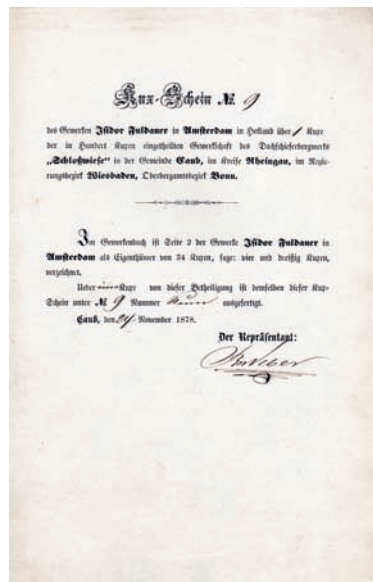 Kux-Schein № 9
des Gewerken Isidor Fuldauer in Amsterdam in Holland über 1 Kuxe
der in Hundert Kuxen eingetheilten Gewerkschaft des Dachschieferbergwerks
„Schloßwiese“ in der Gemeinde Caub, im Kreise Rheingau, im Regie-
rungsbezirk Wiesbaden, Oberbergamtsbezirk Bonn.
Im Gewerkenbuch ist Seite 2 der Gewerke Isidor Fuldauer in
Amsterdam als Eigenthümer von 34 Kuxen, sage: vier und dreißig Kuxen,
verzeichnet.
Ueber eine Kuxe von dieser Betheiligung ist demselben dieser Kux-
Schein unter № 9 Nummer Neun ausgefertigt.
Caub, den 24 November 1878.
Der Repräsentant: